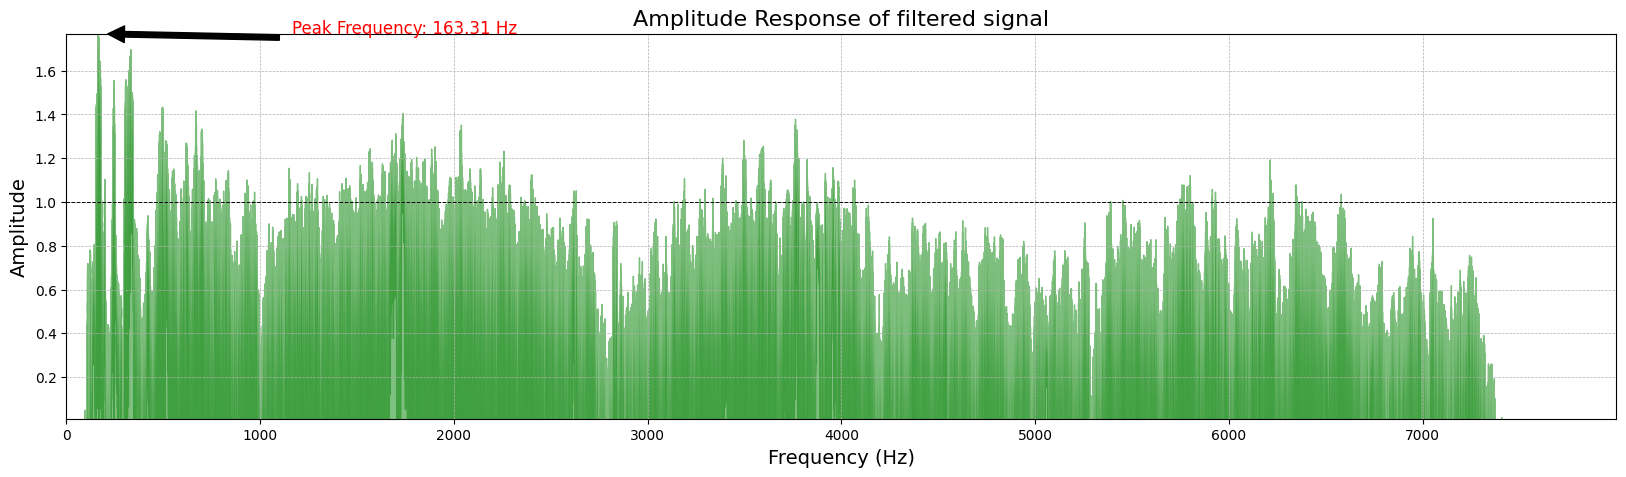 Amplitude Response of filtered signal
Peak Frequency: 163.31 Hz
Amplitude
1.6
1.4
1.2
1.0
0.8
0.6
0.4
0.2
0 1000 2000 3000 4000 5000 6000 7000
Frequency (Hz)